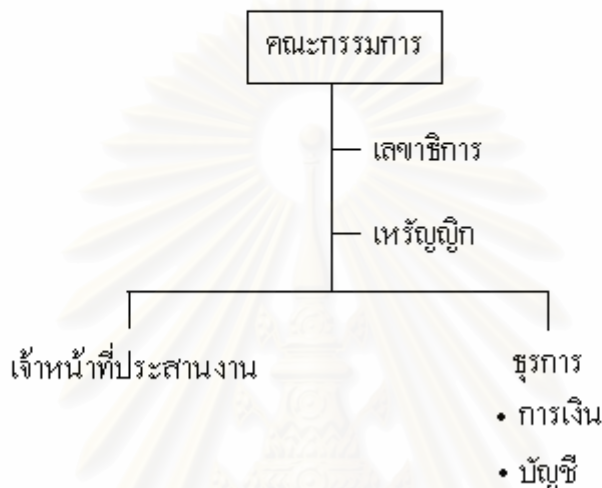 คณะกรรมการ
เลขาธิการ
เหรัญญิก
เจ้าหน้าที่ประสานงาน
ธุรการ
• การเงิน
• บัญชี